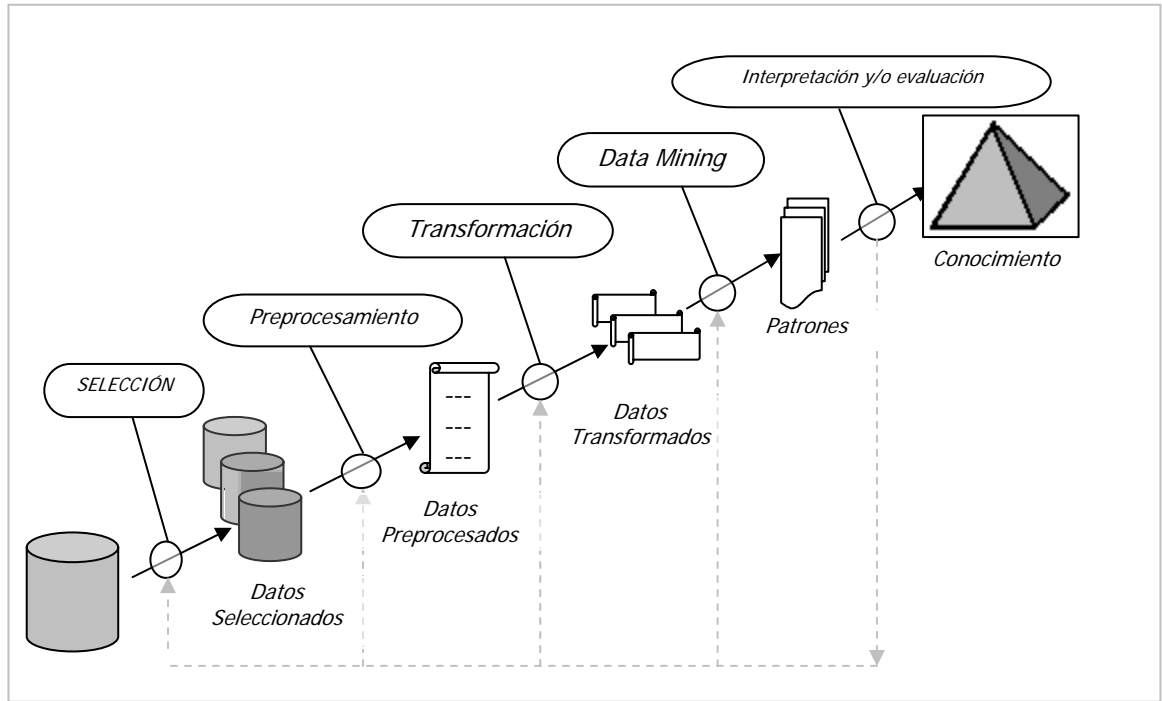 Interpretación y/o evaluación
Data Mining
Transformación
Preprocesamiento
SELECCIÓN
Conocimiento
Patrones
Datos
Transformados
---
---
---
Datos
Preprocesados
Datos
Seleccionados